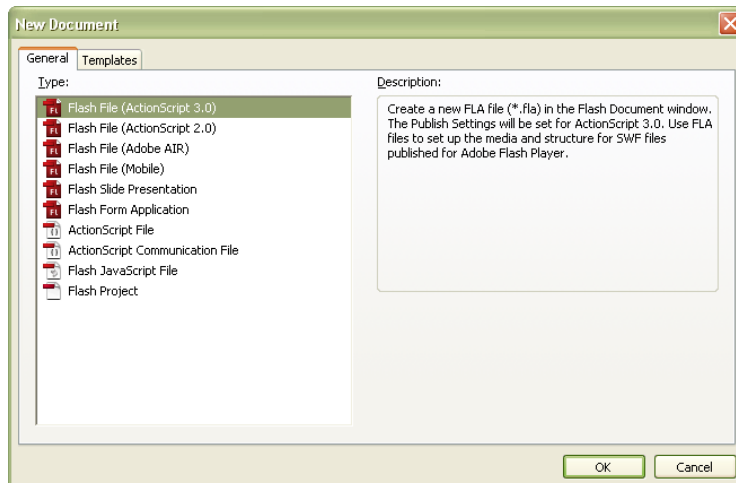 New Document
General
Templates
Type:
Flash File (ActionScript 3.0)
Flash File (ActionScript 2.0)
Flash File (Adobe AIR)
Flash File (Mobile)
Flash Slide Presentation
Flash Form Application
ActionScript File
ActionScript Communication File
Flash JavaScript File
Flash Project
Description:
Create a new FLA file (*.fla) in the Flash Document window.
The Publish Settings will be set for ActionScript 3.0. Use FLA
files to set up the media and structure for SWF files
published for Adobe Flash Player.
OK
Cancel